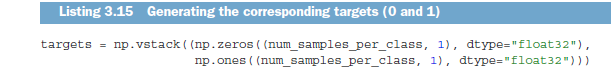 Listing 3.15 Generating the corresponding targets (0 and 1)
targets = np.vstack((np.zeros((num_samples_per_class, 1), dtype="float32"),
np.ones((num_samples_per_class, 1), dtype="float32")))